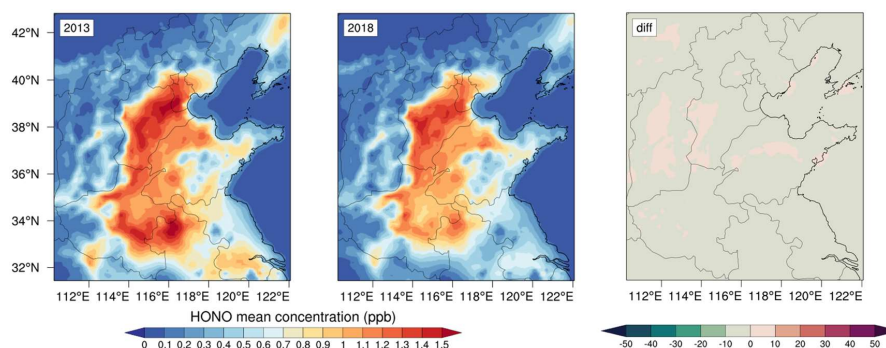 2013
2018
diff
42°N
40°N
38°N
36°N
34°N
32°N
112°E 114°E 116°E 118°E 120°E 122°E
112°E 114°E 116°E 118°E 120°E 122°E
112°E 114°E 116°E 118°E 120°E 122°E
HONO mean concentration (ppb)
0 0.1 0.2 0.3 0.4 0.5 0.6 0.7 0.8 0.9 1 1.1 1.2 1.3 1.4 1.5
-50 -40 -30 -20 -10 0 10 20 30 40 50